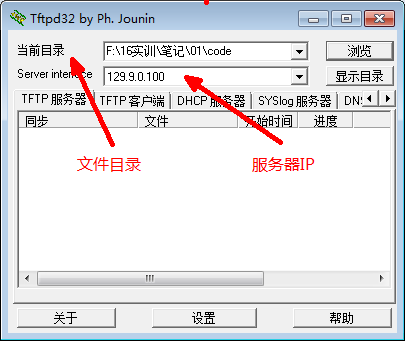 Tftpd32 by Ph. Jounin
当前目录 F:\16实训\笔记\01\code 浏览
Server interface 129.9.0.100 显示目录
TFTP 服务器 TFTP 客户端 DHCP 服务器 SYSlog 服务器 DNS
同步 文件 开始时间 进度
文件目录 服务器IP
关于 设置 帮助